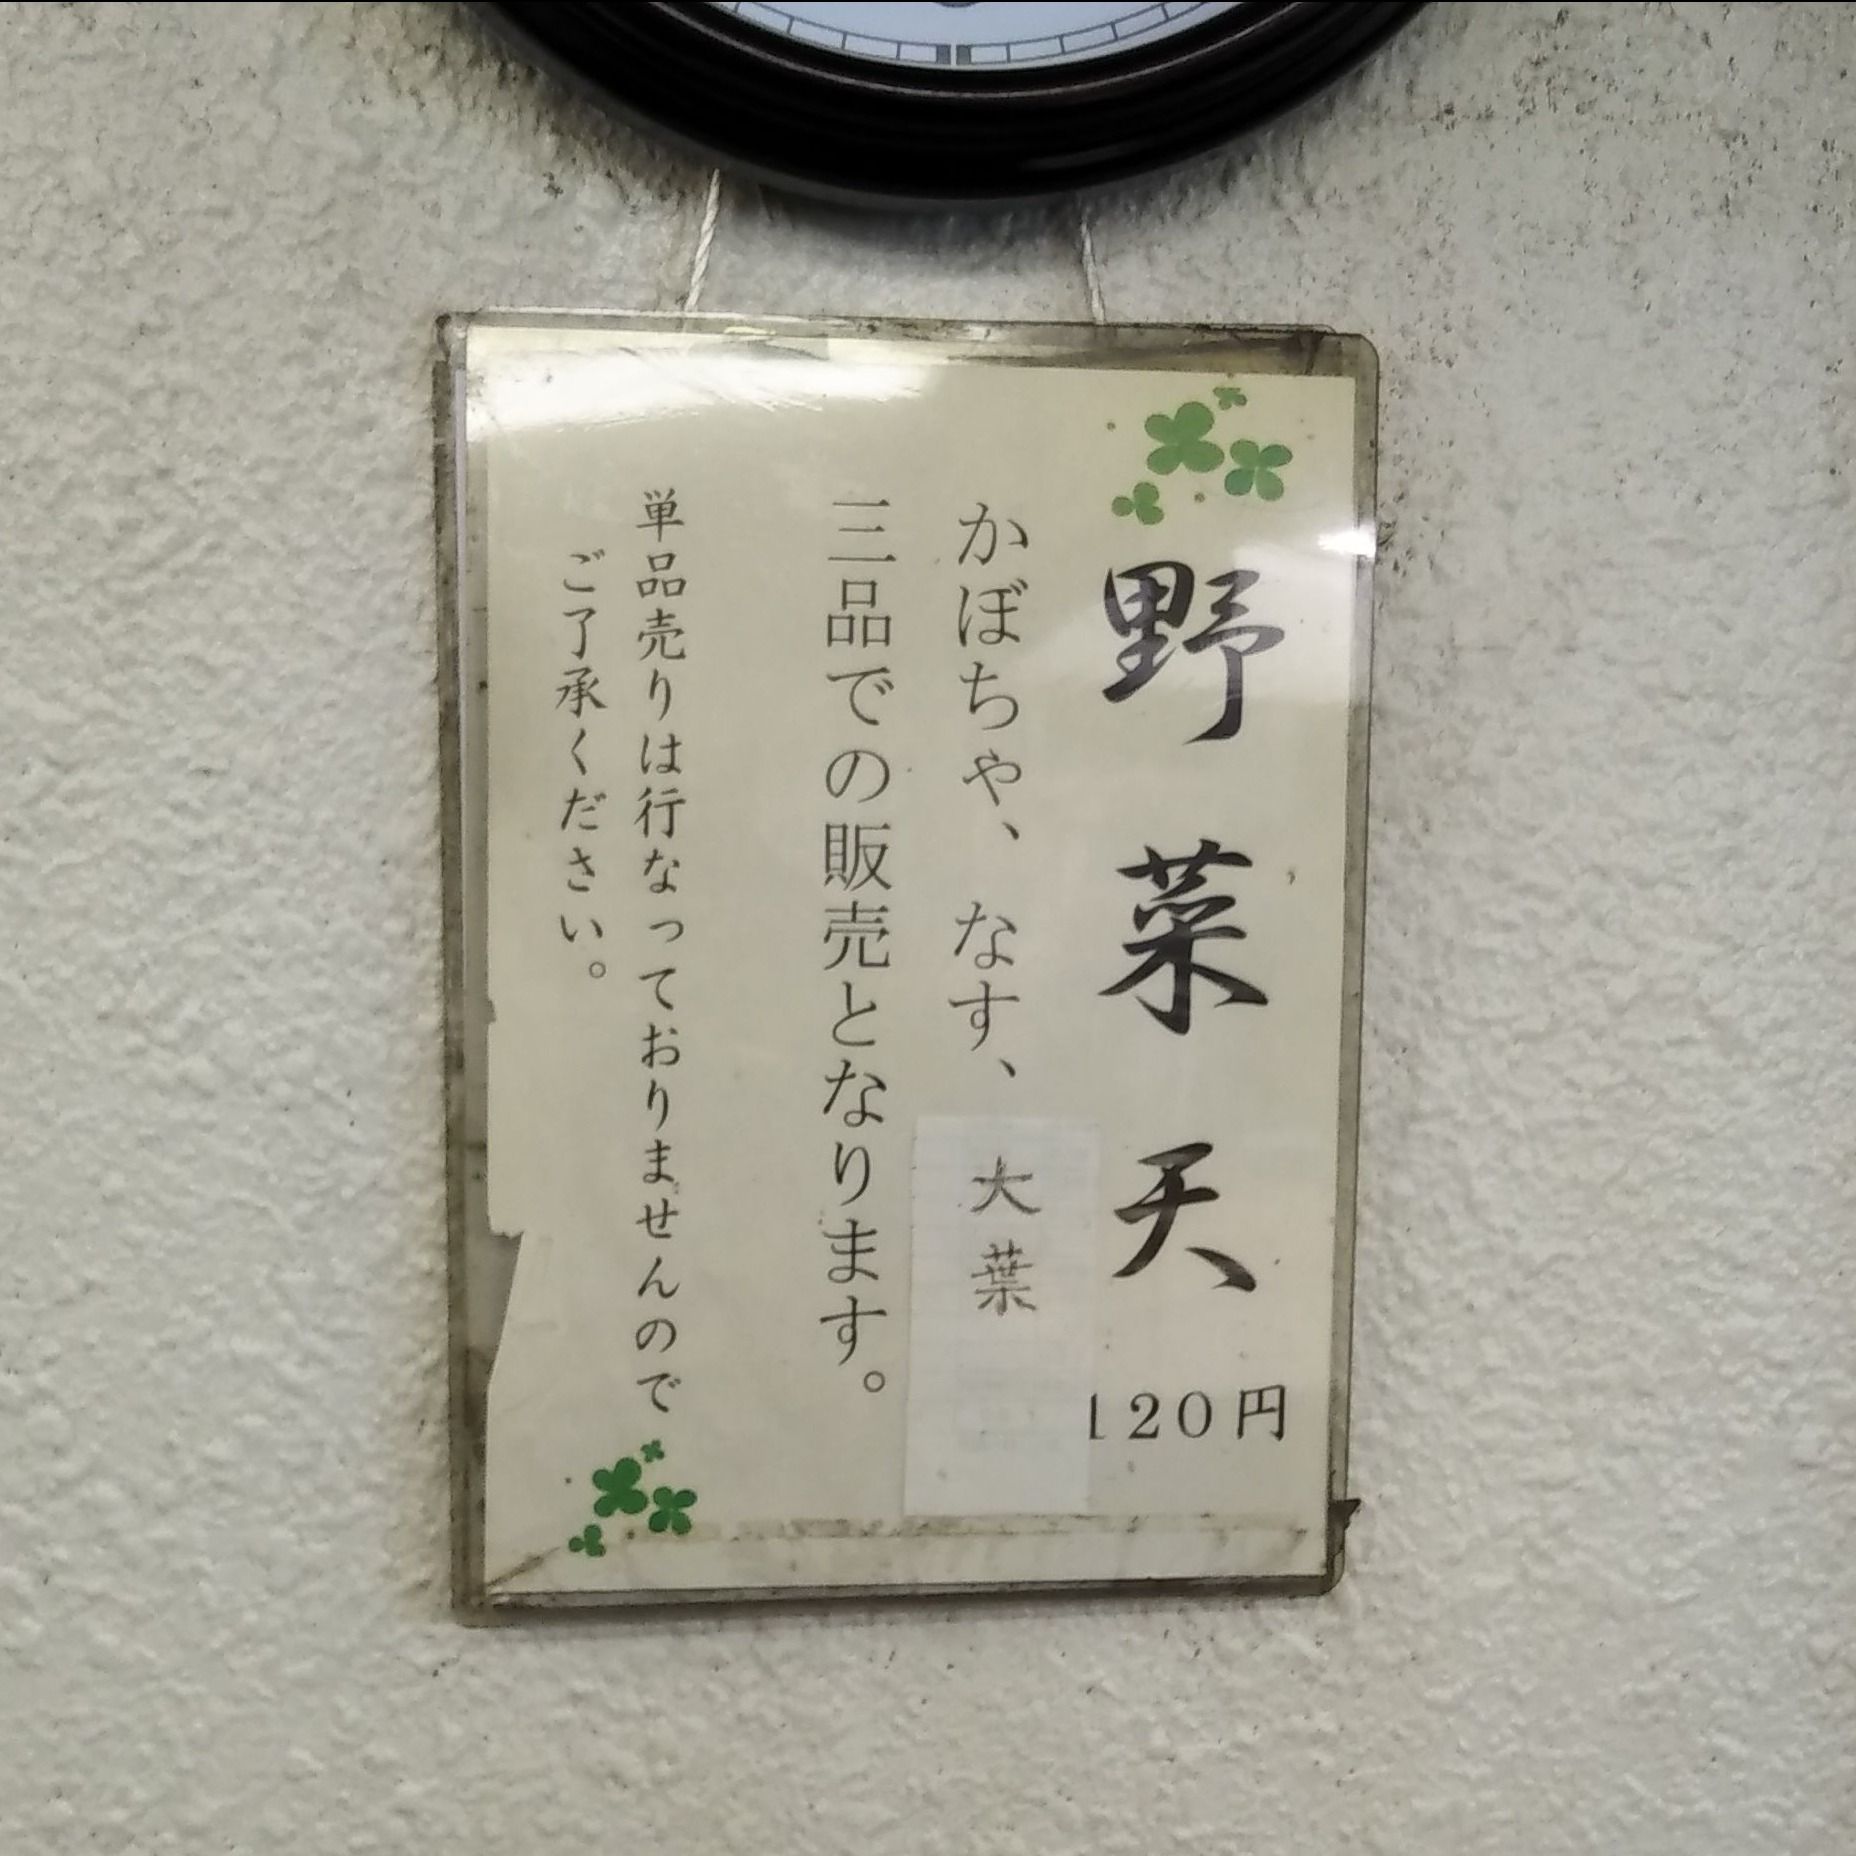 野菜天
120円
かぼちゃ、なす、大葉
三品での販売となります。
単品売りは行なっておりませんので
ご了承ください。